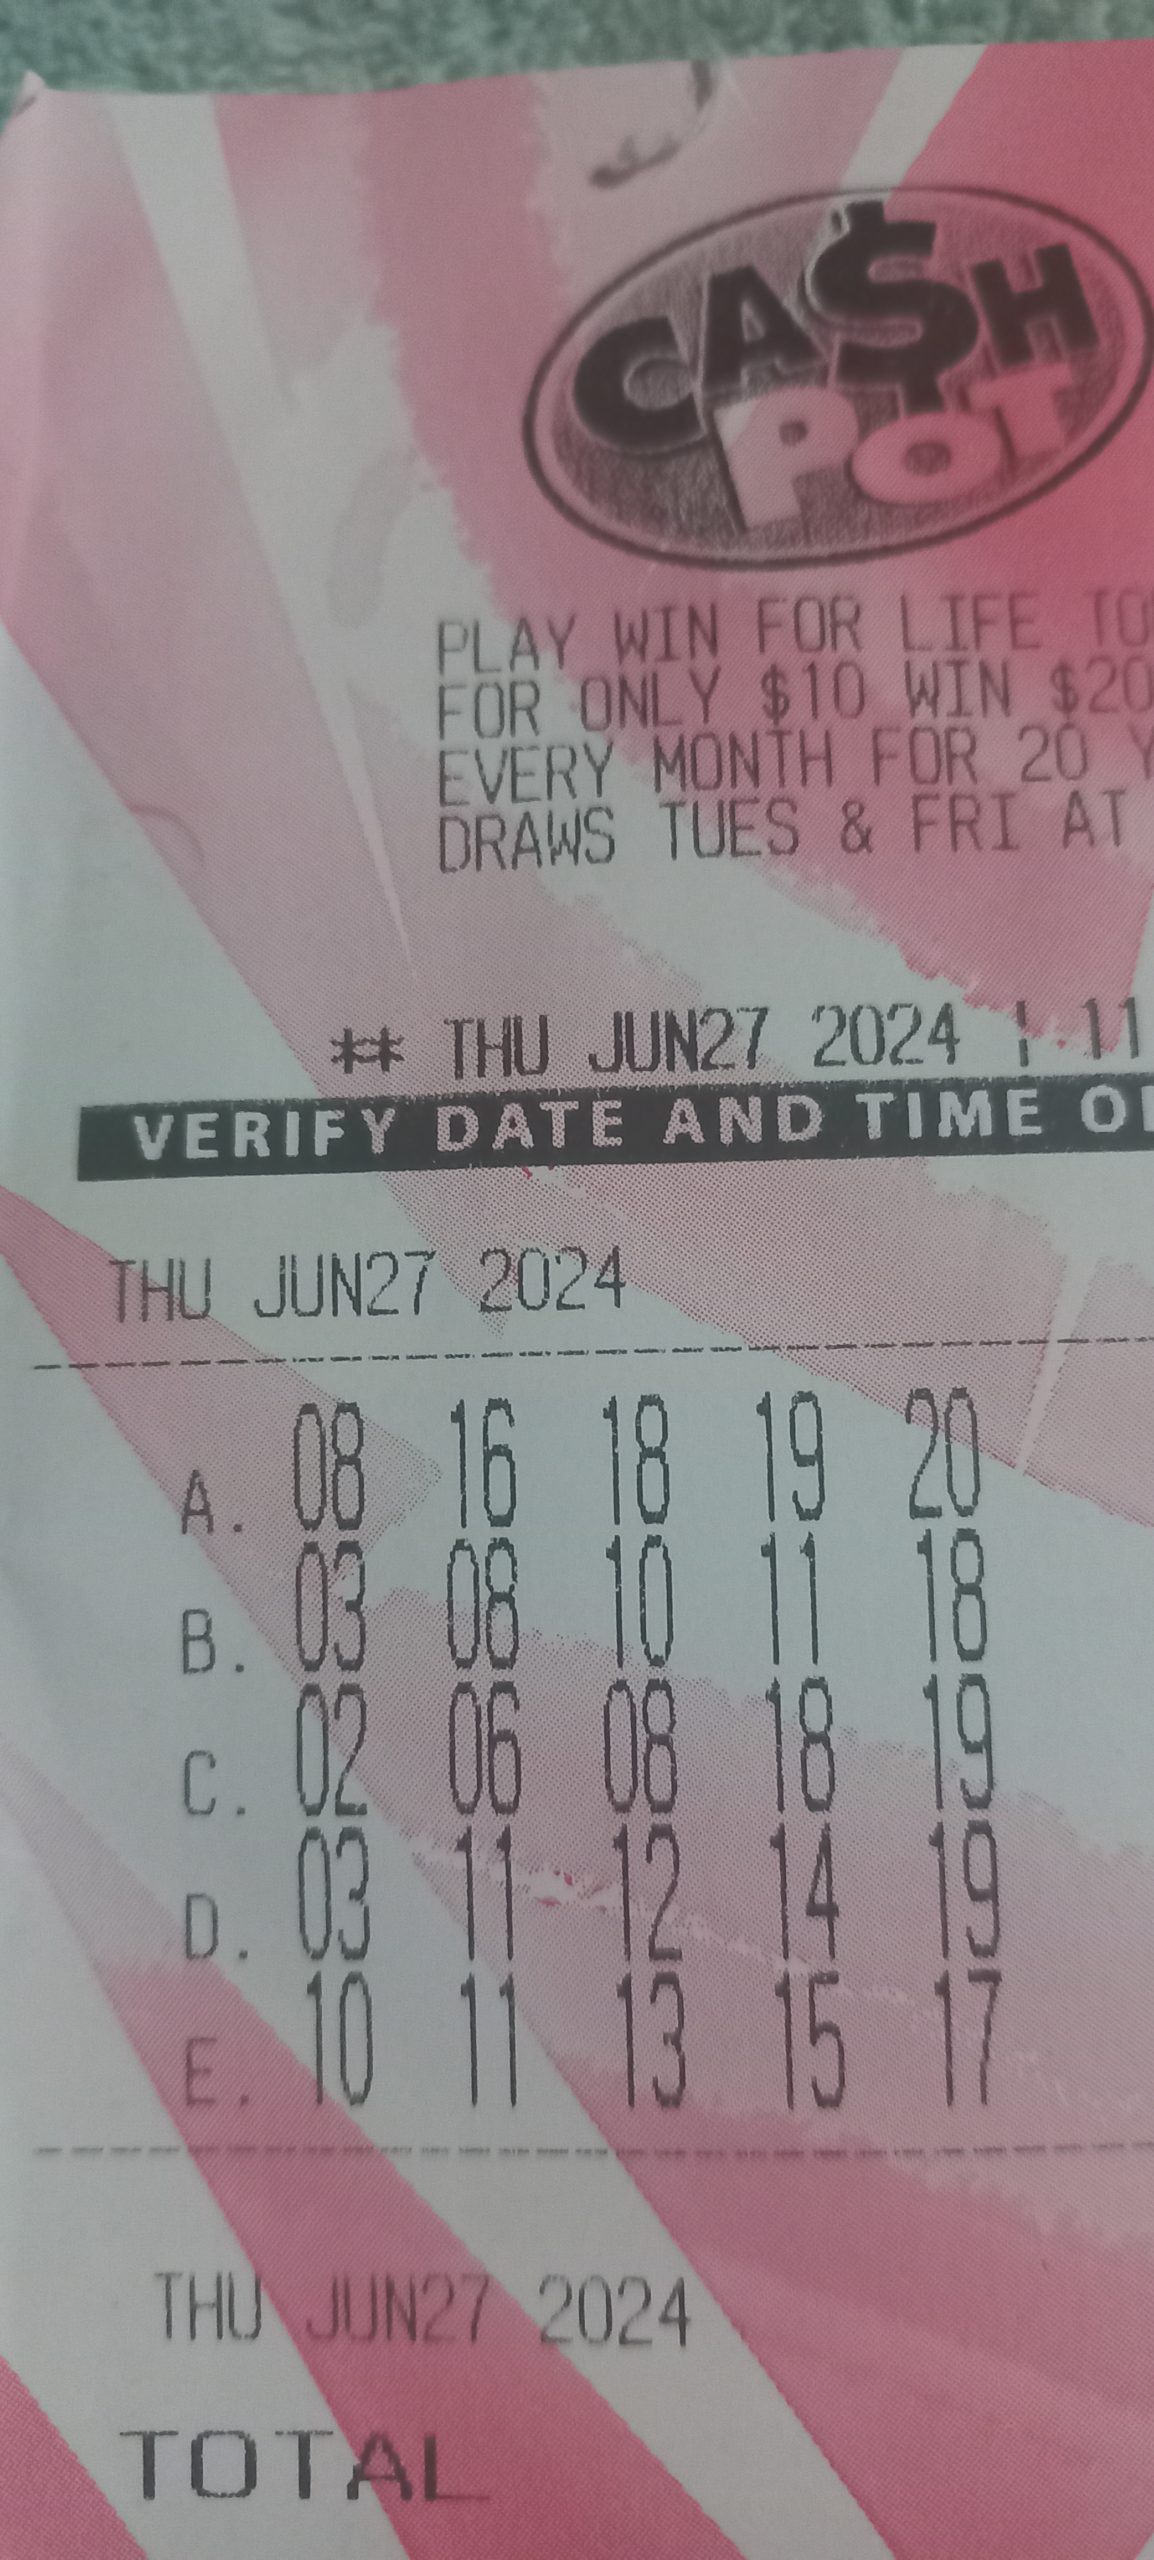 CA$H
POT
PLAY WIN FOR LIFE TO
FOR ONLY $10 WIN $20
EVERY MONTH FOR 20 Y
DRAWS TUES & FRI AT
** THU JUN27 2024 | 11
VERIFY DATE AND TIME O
THU JUN27 2024
A. 08 16 18 19 20
B. 03 08 10 11 18
C. 02 06 08 18 19
D. 03 11 12 14 19
E. 10 11 13 15 17
THU JUN27 2024
TOTAL